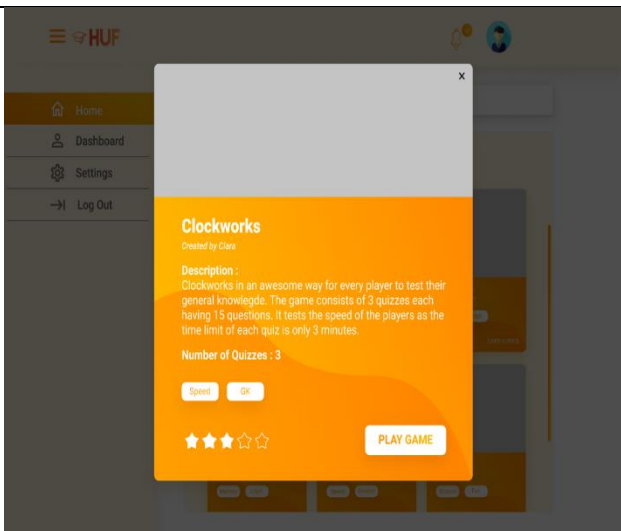 HUF
x
Home
Dashboard
Settings
Log Out
Clockworks
Created by Clara
Description :
Clockworks in an awesome way for every player to test their
general knowlegde. The game consists of 3 quizzes each
having 15 questions. It tests the speed of the players as the
time limit of each quiz is only 3 minutes.
Number of Quizzes : 3
Speed GK
PLAY GAME